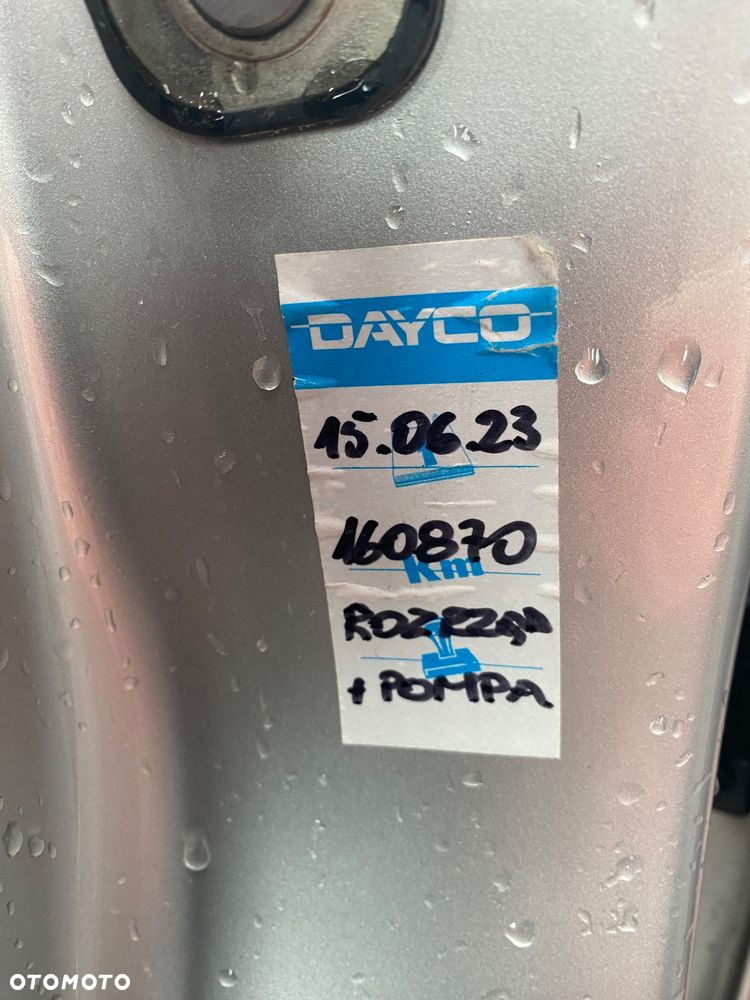 DAYCO
15.06.23
160870
Km
ROZRZĄD
+ POMPA
OTOMOTO